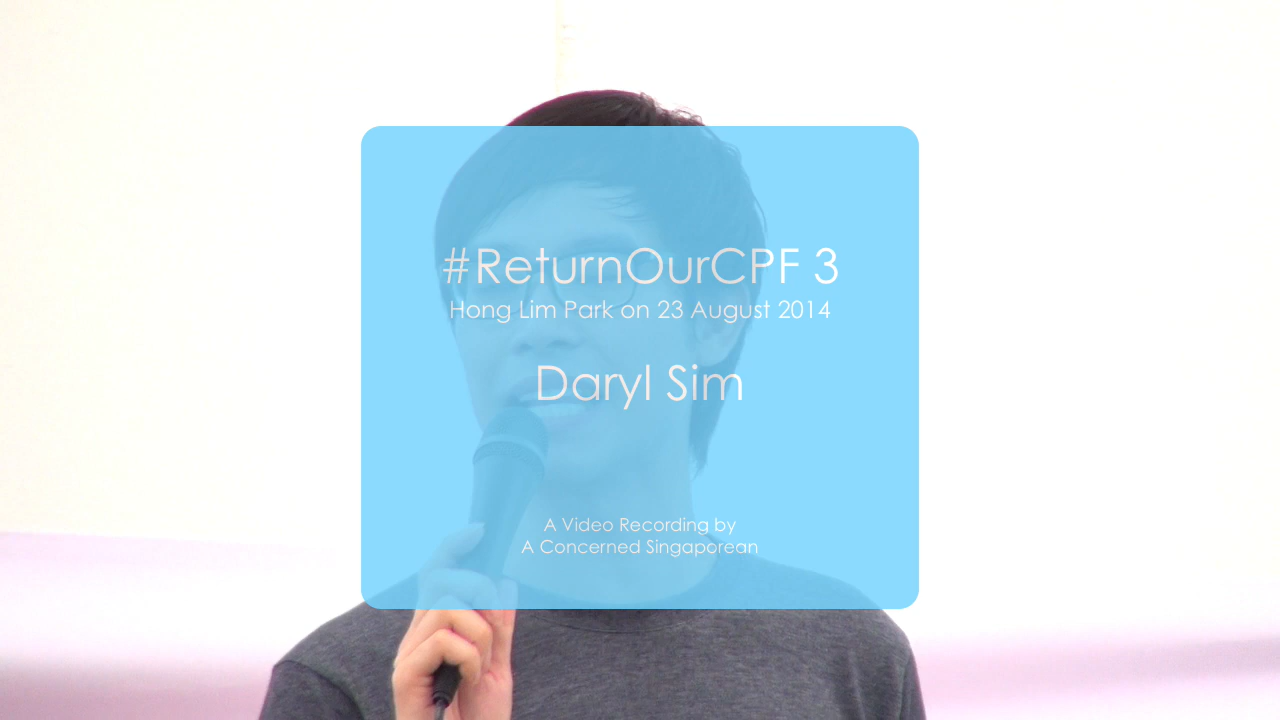 #ReturnOurCPF 3
Hong Lim Park on 23 August 2014
Daryl Sim
A Video Recording by
A Concerned Singaporean